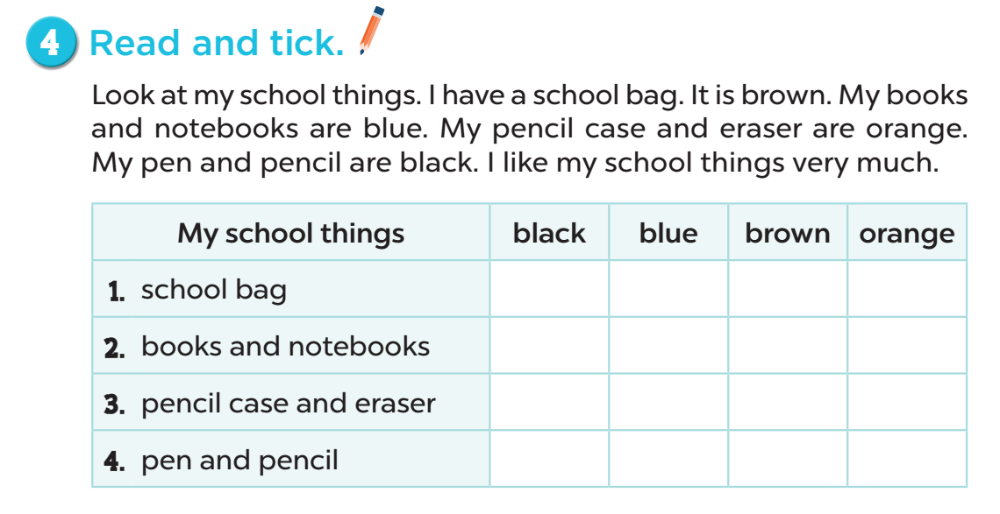 4 Read and tick.
Look at my school things. I have a school bag. It is brown. My books
and notebooks are blue. My pencil case and eraser are orange.
My pen and pencil are black. I like my school things very much.
My school things black blue brown orange
1. school bag
2. books and notebooks
3. pencil case and eraser
4. pen and pencil